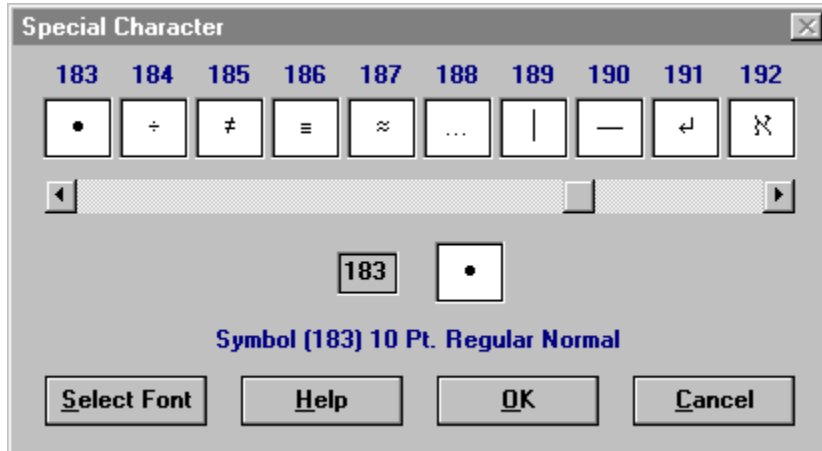 Special Character
183 184 185 186 187 188 189 190 191 192
• ÷ ≠ ≡ ≈ … | — ↵ ℵ
183 •
Symbol (183) 10 Pt. Regular Normal
Select Font Help OK Cancel